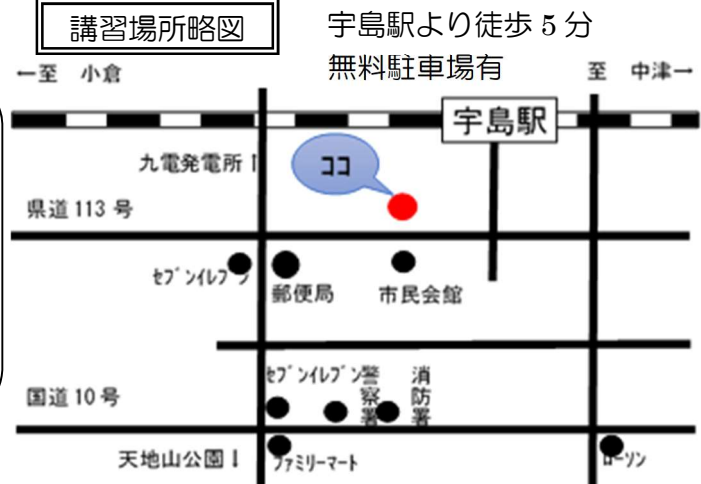 講習場所略図
宇島駅より徒歩5分
無料駐車場有
←至 小倉
至 中津→
宇島駅
九電発電所↑
ココ
県道113号
セブンイレブン
郵便局
市民会館
セブンイレブン
警察署
消防署
国道10号
天地山公園↓
ファミリーマート
ローソン